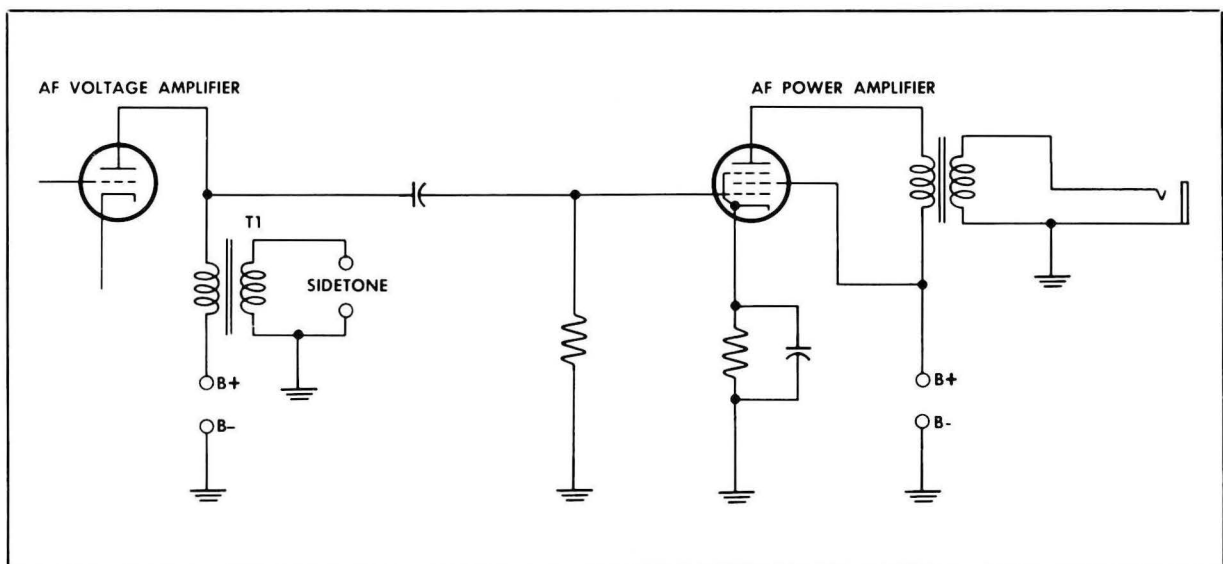 AF VOLTAGE AMPLIFIER
AF POWER AMPLIFIER
T1
SIDETONE
B+
B-
B+
B-